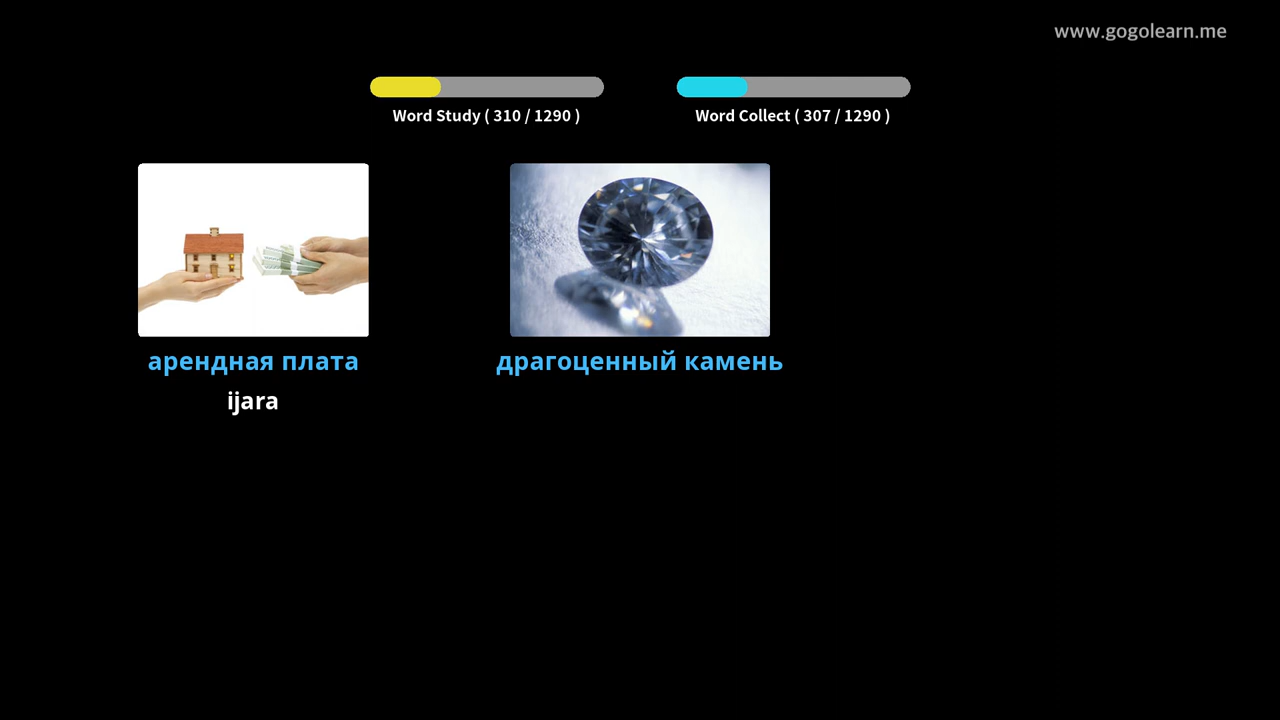 www.gogolearn.me
Word Study ( 310 / 1290 )
Word Collect ( 307 / 1290 )
арендная плата
ijara
драгоценный камень